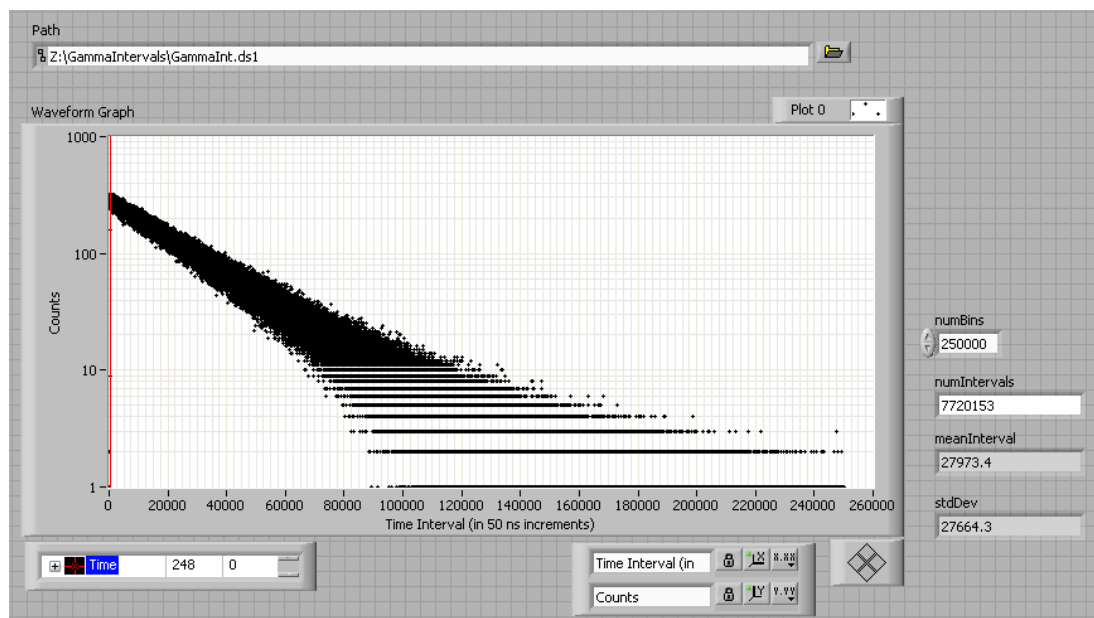 Path
Z:\GammaIntervals\GammaInt.ds1
Waveform Graph
Plot 0
1000
100
10
1
Counts
0 20000 40000 60000 80000 100000 120000 140000 160000 180000 200000 220000 240000 260000
Time Interval (in 50 ns increments)
numBins
250000
numIntervals
7720153
meanInterval
27973.4
stdDev
27664.3
Time 248 0
Time Interval (in
X.XX
Counts
Y.YY